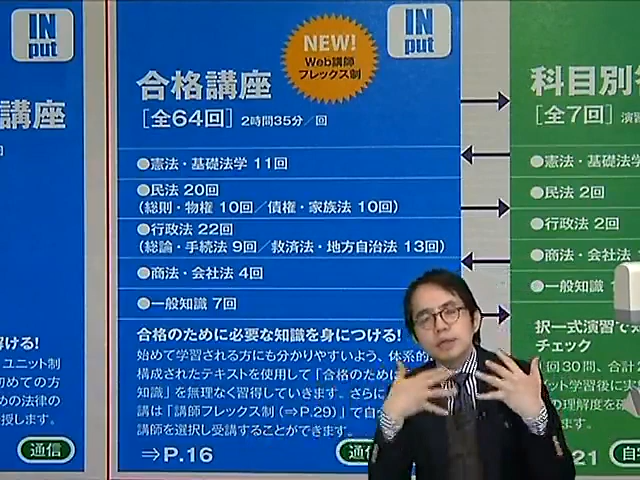 IN
put
講座
解ける!
ユニット制
初めての方
授します。
通信
IN
put
NEW!
Web講師
フレックス制
合格講座
[全64回] 2時間35分/回
●憲法・基礎法学 11回
●民法 20回
(総則・物権 10回/債権・家族法 10回)
●行政法 22回
(総論・手続法 9回/救済法・地方自治法 13回)
●商法・会社法 4回
●一般知識 7回
合格のために必要な知識を身につける!
始めて学習される方にも分かりやすいよう、体系的
構成されたテキストを使用して「合格のため
知識」を無理なく習得していきます。さらに
講は「講師フレックス制(⇒P.29)」で自
講師を選択し受講することができます。
⇒P.16
通
科目別
[全7回]
●憲法・基礎法学
●民法 2回
●行政法 2回
●商法・会社法
●一般知識
択一式演習で
チェック
回30問、合計2
ット学習後に実
の理解度を
ます。
21
自